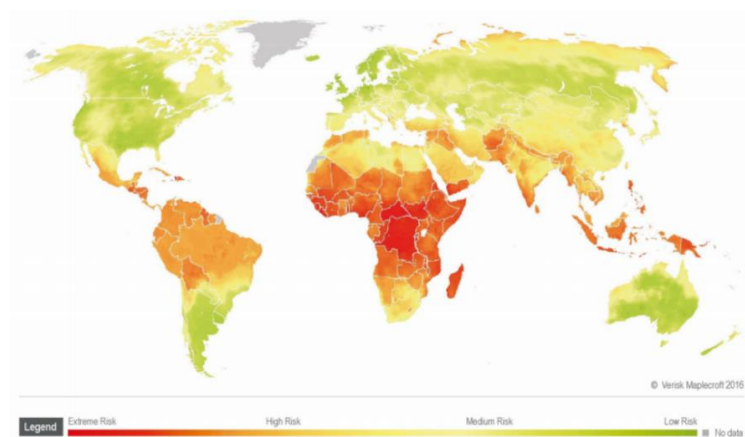 © Verisk Maplecroft 2016
Legend Extreme Risk High Risk Medium Risk Low Risk No data